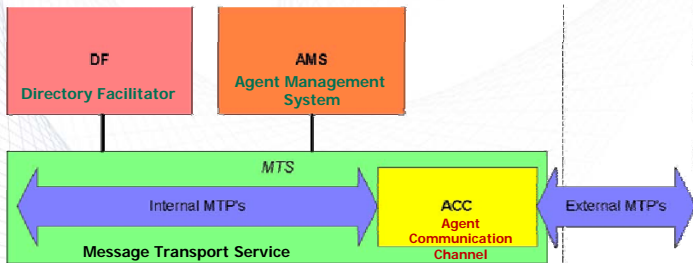 DF
Directory Facilitator
AMS
Agent Management
System
MTS
Internal MTP's
ACC
Agent
Communication
Channel
External MTP's
Message Transport Service